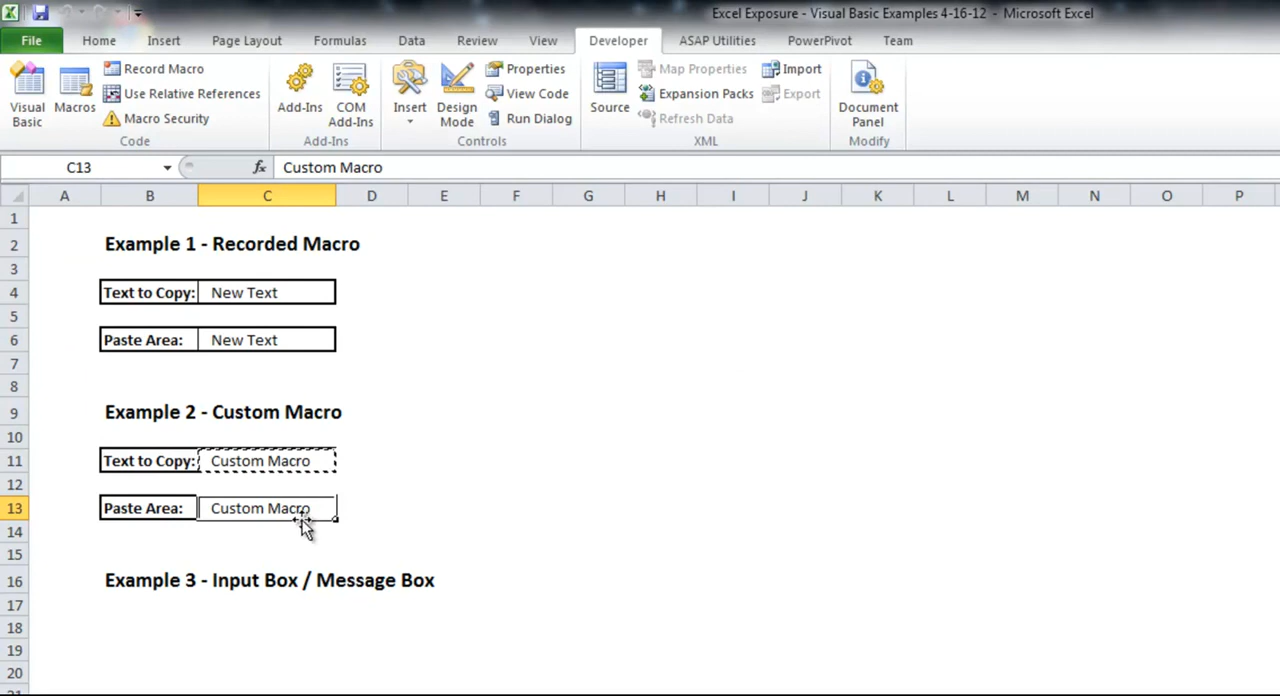 Excel Exposure - Visual Basic Examples 4-16-12 - Microsoft Excel
File Home Insert Page Layout Formulas Data Review View Developer ASAP Utilities PowerPivot Team
Visual Basic
Macros
Record Macro
Use Relative References
Macro Security
Code
Add-Ins
COM Add-Ins
Add-Ins
Insert
Design Mode
Properties
View Code
Run Dialog
Controls
Source
Map Properties
Expansion Packs
Refresh Data
Import
Export
XML
Document Panel
Modify
C13 fx Custom Macro
A B C D E F G H I J K L M N O P
1
2 Example 1 - Recorded Macro
3
4 Text to Copy: New Text
5
6 Paste Area: New Text
7
8
9 Example 2 - Custom Macro
10
11 Text to Copy: Custom Macro
12
13 Paste Area: Custom Macro
14
15
16 Example 3 - Input Box / Message Box
17
18
19
20